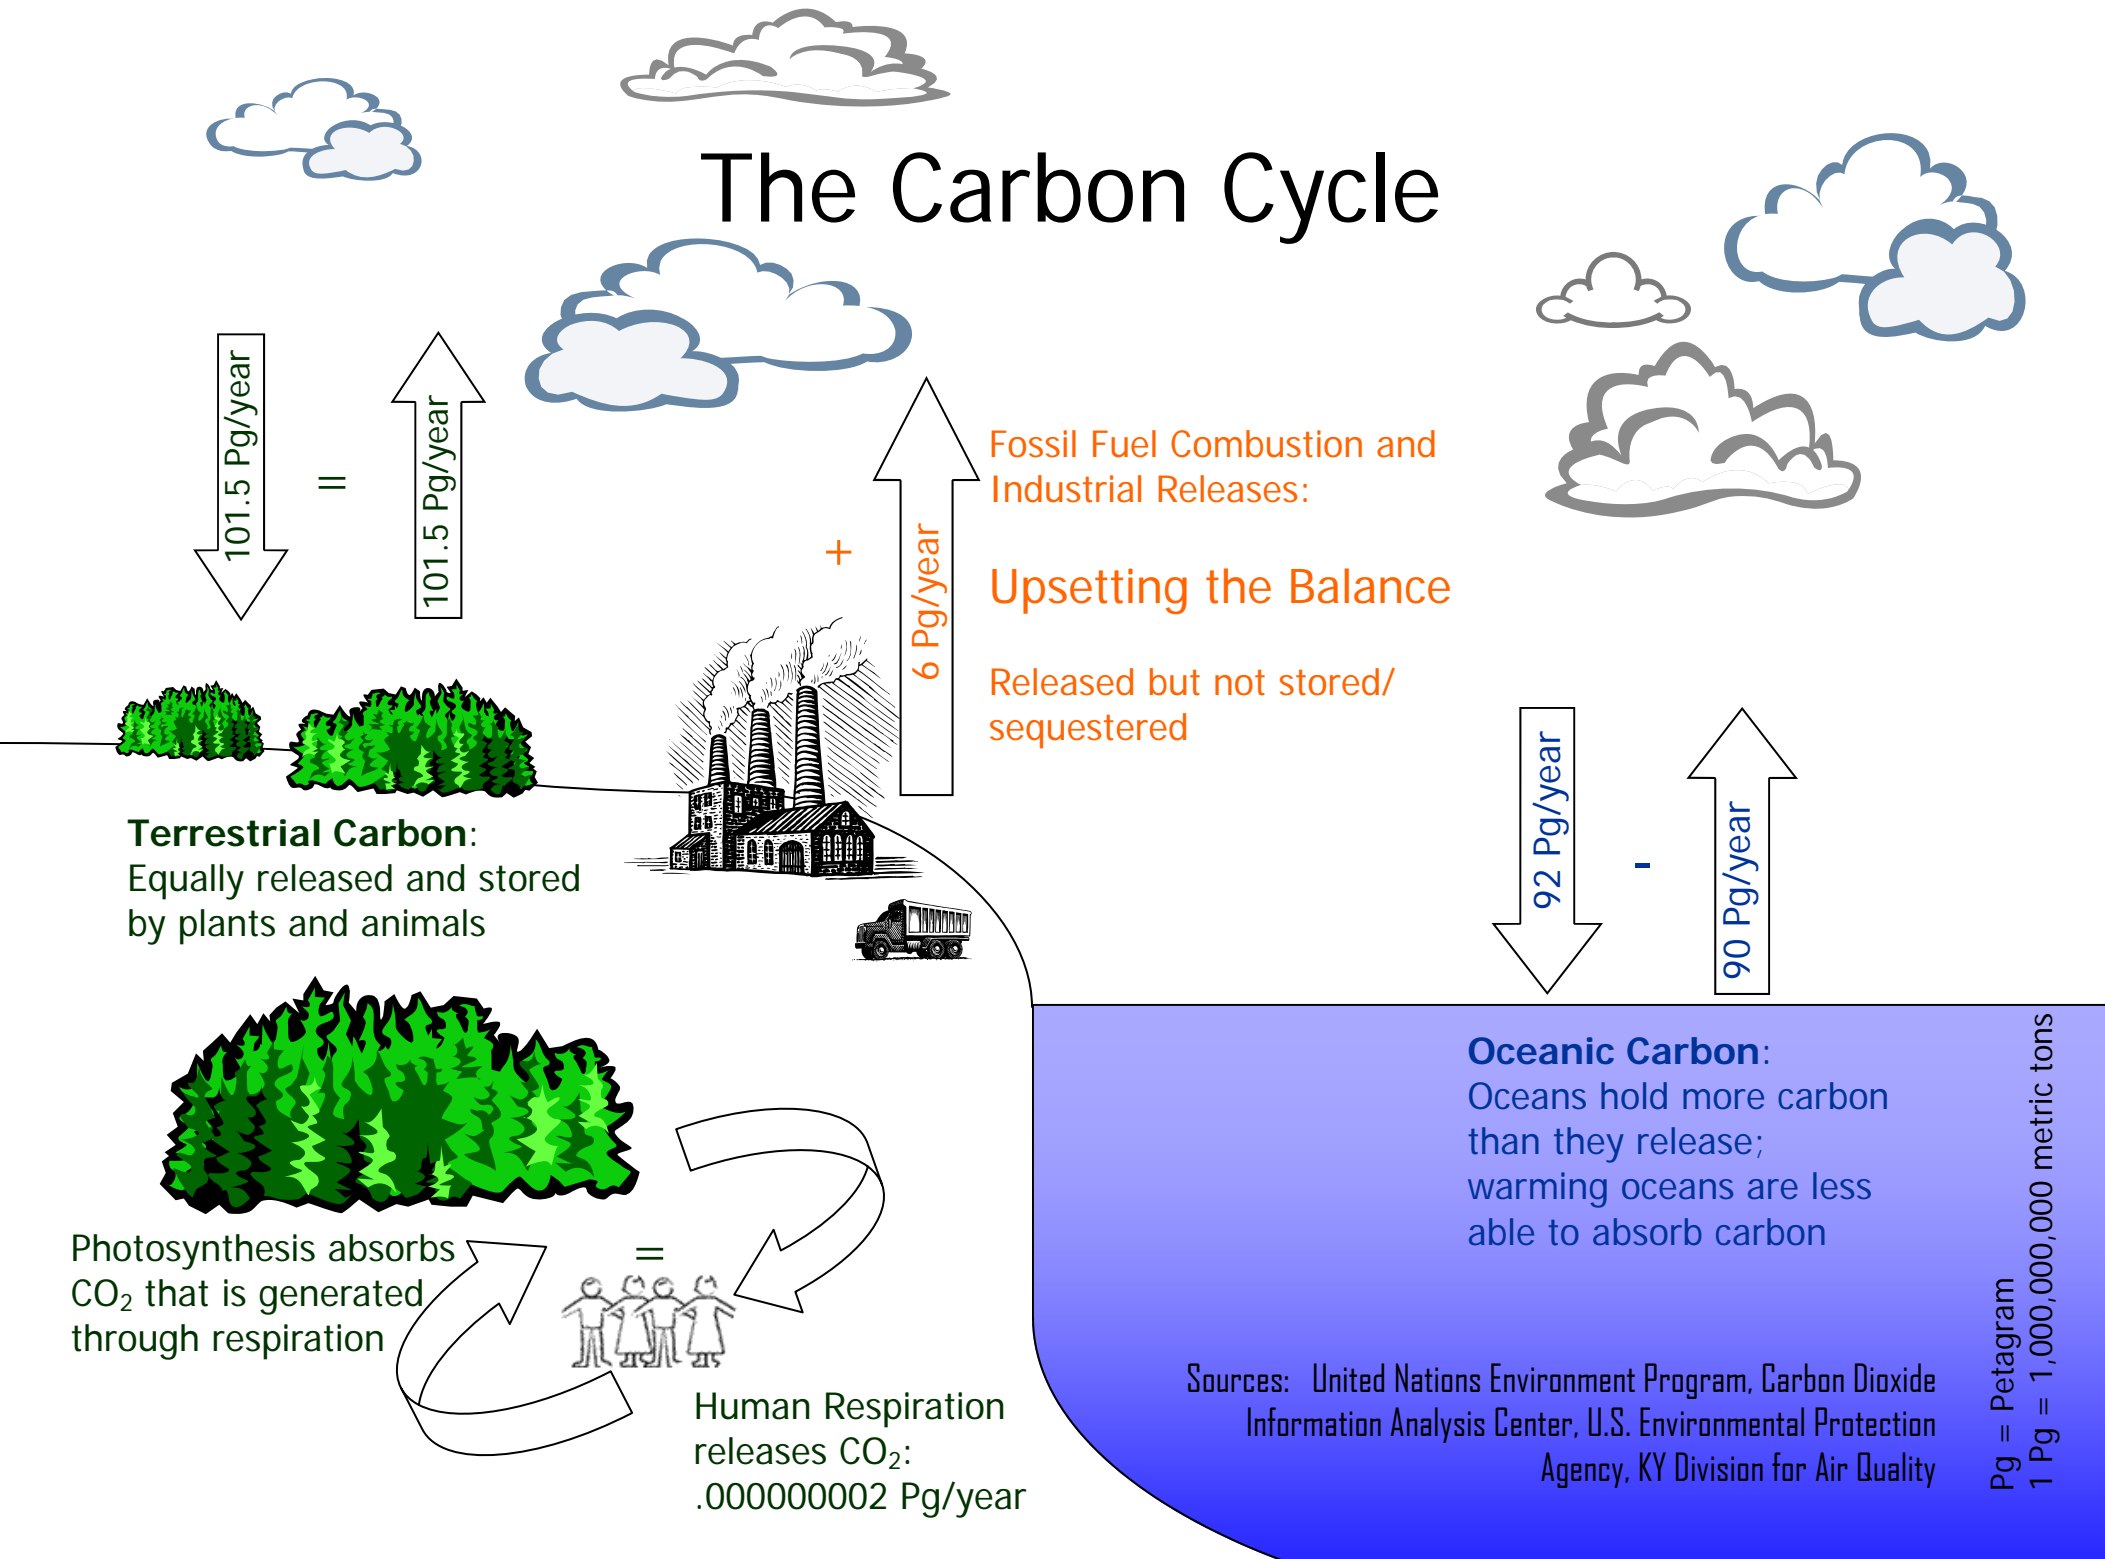 The Carbon Cycle
101.5 Pg/year
=
101.5 Pg/year
+
6 Pg/year
Fossil Fuel Combustion and
Industrial Releases:
Upsetting the Balance
Released but not stored/
sequestered
92 Pg/year
-
90 Pg/year
Terrestrial Carbon:
Equally released and stored
by plants and animals
Oceanic Carbon:
Oceans hold more carbon
than they release;
warming oceans are less
able to absorb carbon
Photosynthesis absorbs
CO₂ that is generated
through respiration
=
Human Respiration
releases CO₂:
.000000002 Pg/year
Sources: United Nations Environment Program, Carbon Dioxide
Information Analysis Center, U.S. Environmental Protection
Agency, KY Division for Air Quality
Pg = Petagram
1 Pg = 1,000,000,000 metric tons